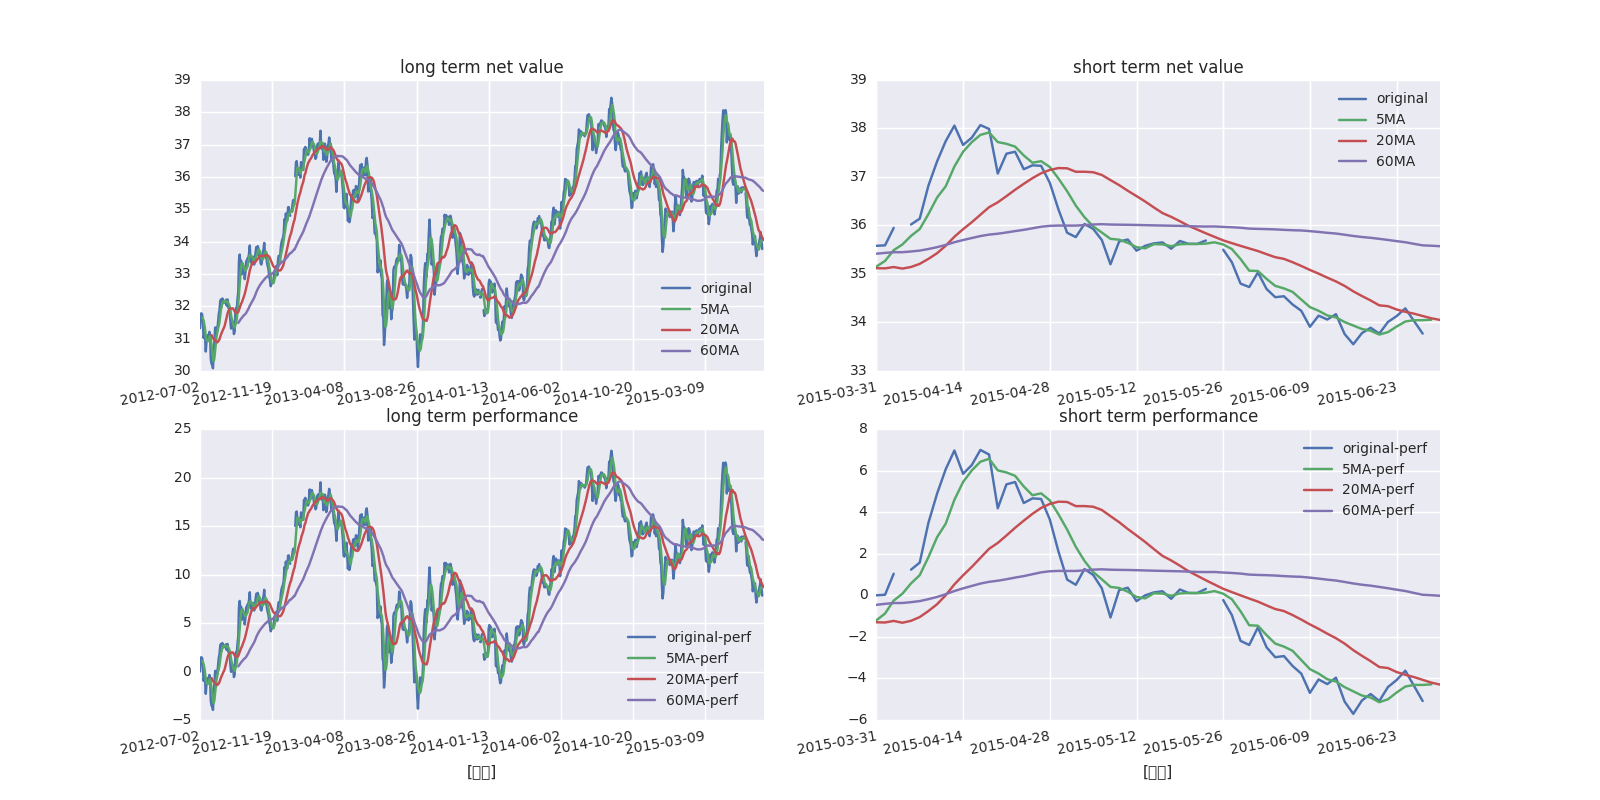 long term net value
39
38
37
36
35
34
33
32
31
30
original
5MA
20MA
60MA
2012-07-02 2012-11-19 2013-04-08 2013-08-26 2014-01-13 2014-06-02 2014-10-20 2015-03-09
short term net value
39
38
37
36
35
34
33
original
5MA
20MA
60MA
2015-03-31 2015-04-14 2015-04-28 2015-05-12 2015-05-26 2015-06-09 2015-06-23
long term performance
25
20
15
10
5
0
−5
original-perf
5MA-perf
20MA-perf
60MA-perf
2012-07-02 2012-11-19 2013-04-08 2013-08-26 2014-01-13 2014-06-02 2014-10-20 2015-03-09
short term performance
8
6
4
2
0
−2
−4
−6
original-perf
5MA-perf
20MA-perf
60MA-perf
2015-03-31 2015-04-14 2015-04-28 2015-05-12 2015-05-26 2015-06-09 2015-06-23